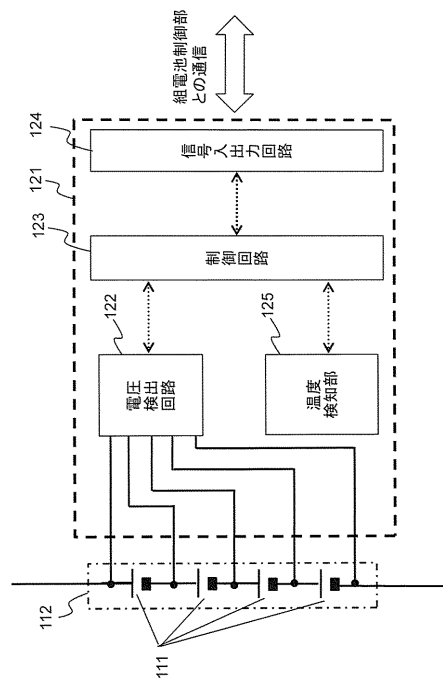 112
111
121
122
電圧
検出
回路
125
温度
検知部
123
制御回路
124
信号入出力回路
組電池制御部
との通信